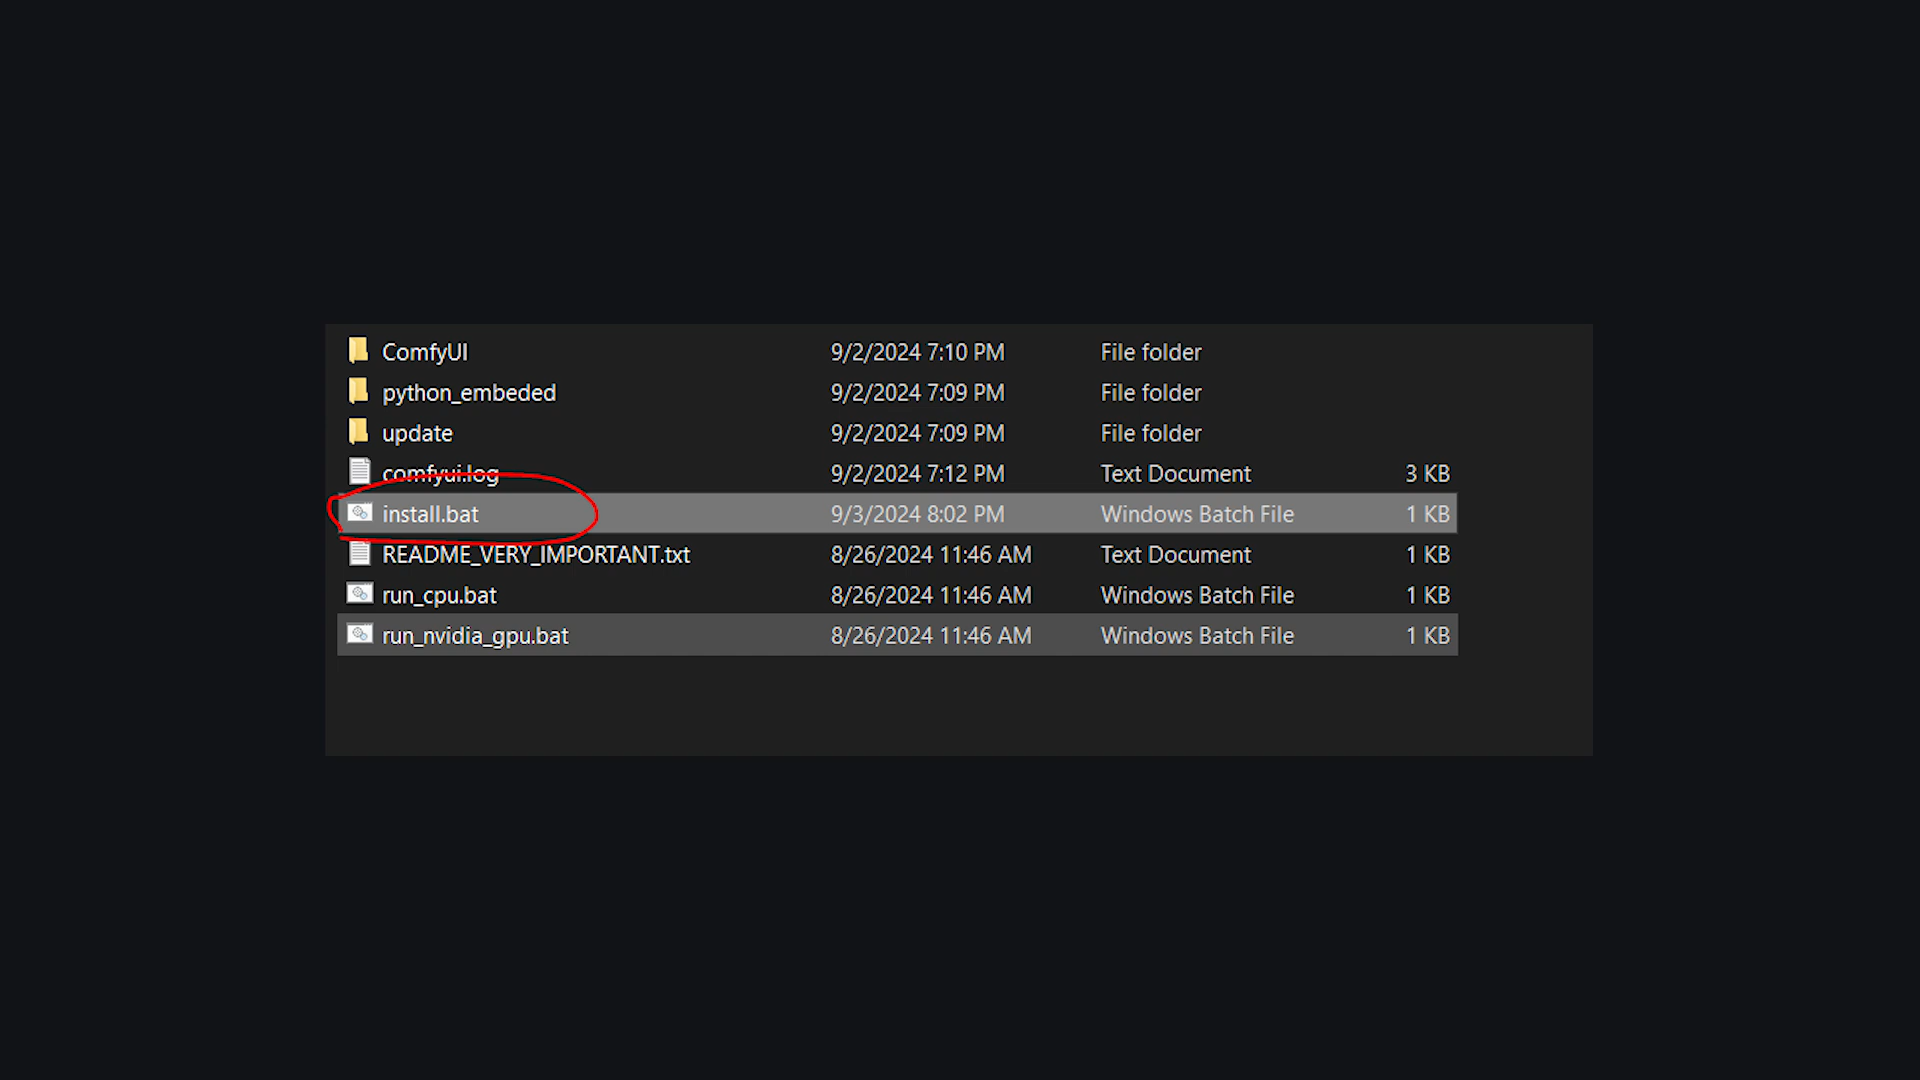 ComfyUI 9/2/2024 7:10 PM File folder
python_embeded 9/2/2024 7:09 PM File folder
update 9/2/2024 7:09 PM File folder
comfyui.log 9/2/2024 7:12 PM Text Document 3 KB
install.bat 9/3/2024 8:02 PM Windows Batch File 1 KB
README_VERY_IMPORTANT.txt 8/26/2024 11:46 AM Text Document 1 KB
run_cpu.bat 8/26/2024 11:46 AM Windows Batch File 1 KB
run_nvidia_gpu.bat 8/26/2024 11:46 AM Windows Batch File 1 KB